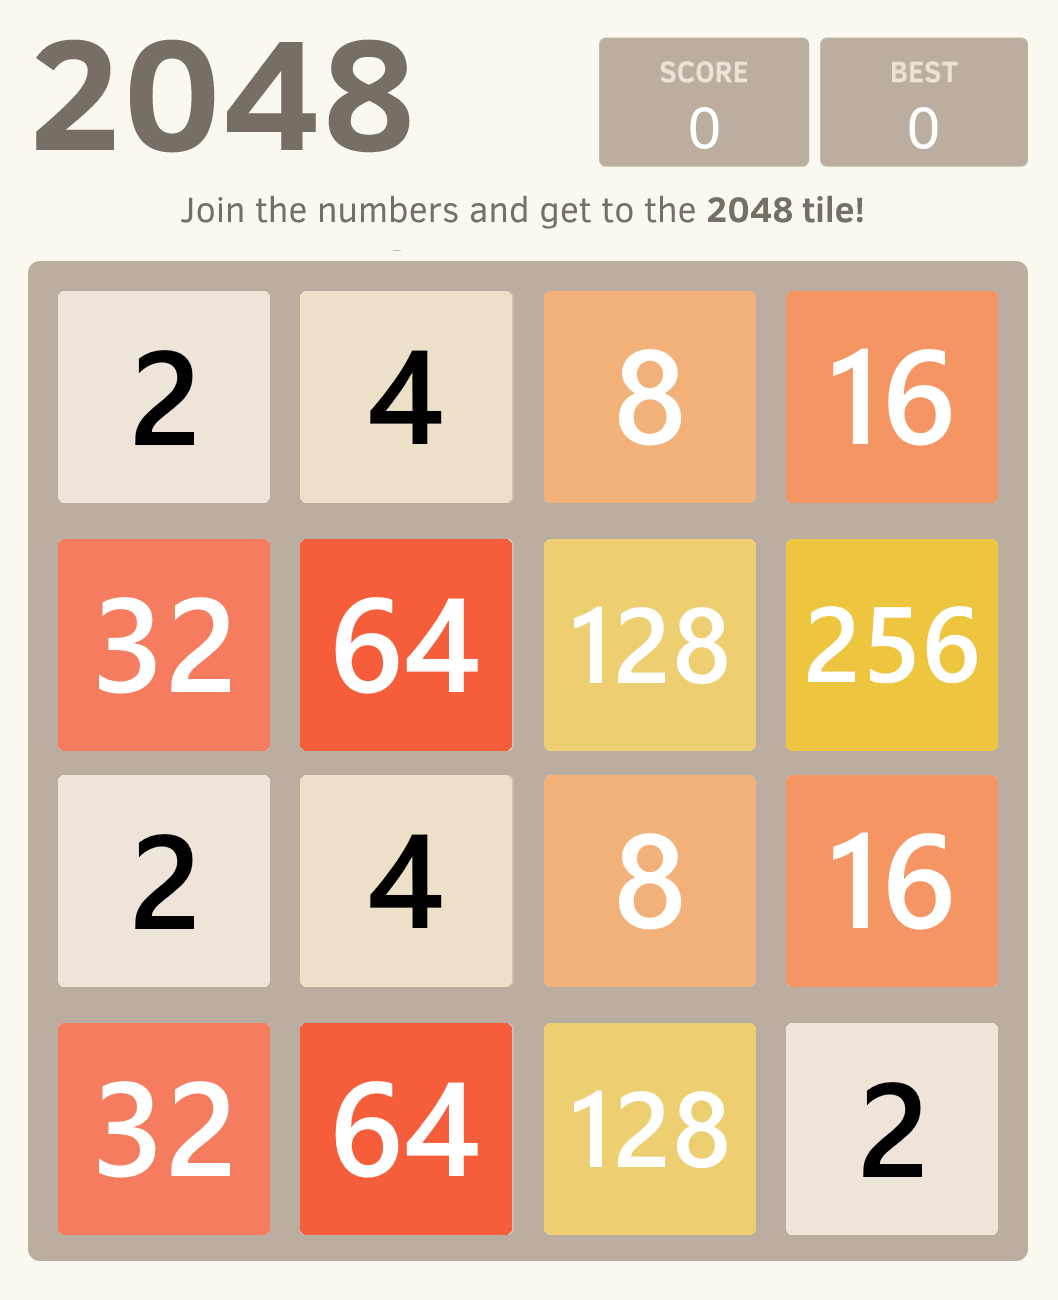 2048
SCORE BEST
0 0
Join the numbers and get to the 2048 tile!
2 4 8 16
32 64 128 256
2 4 8 16
32 64 128 2